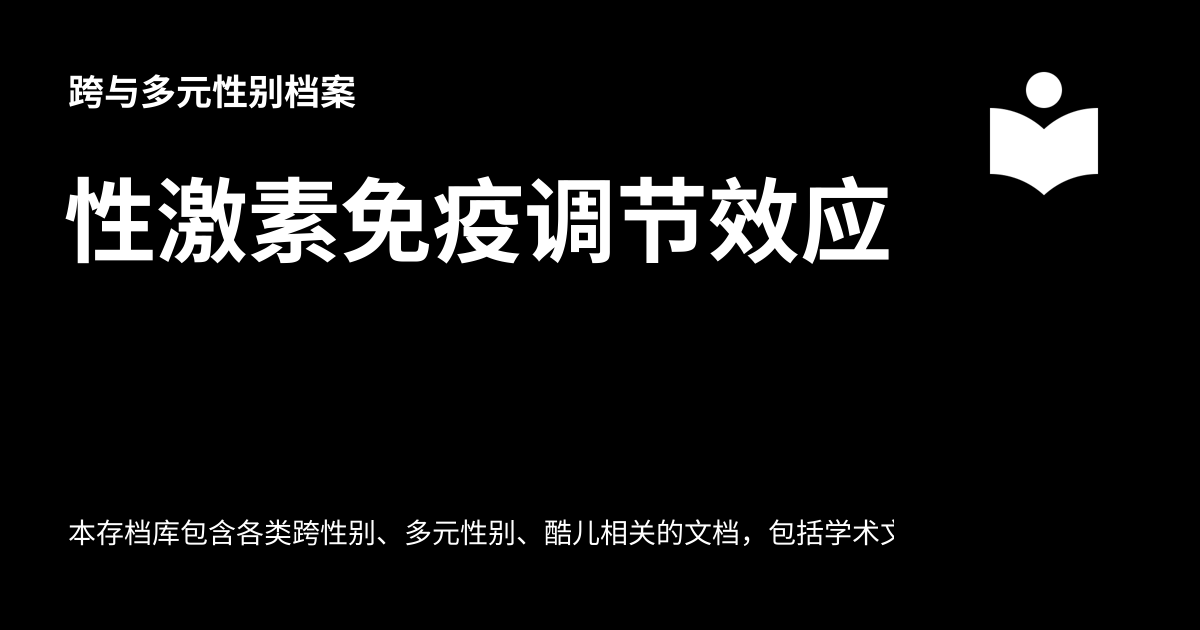 跨与多元性别档案
性激素免疫调节效应
本存档库包含各类跨性别、多元性别、酷儿相关的文档，包括学术文